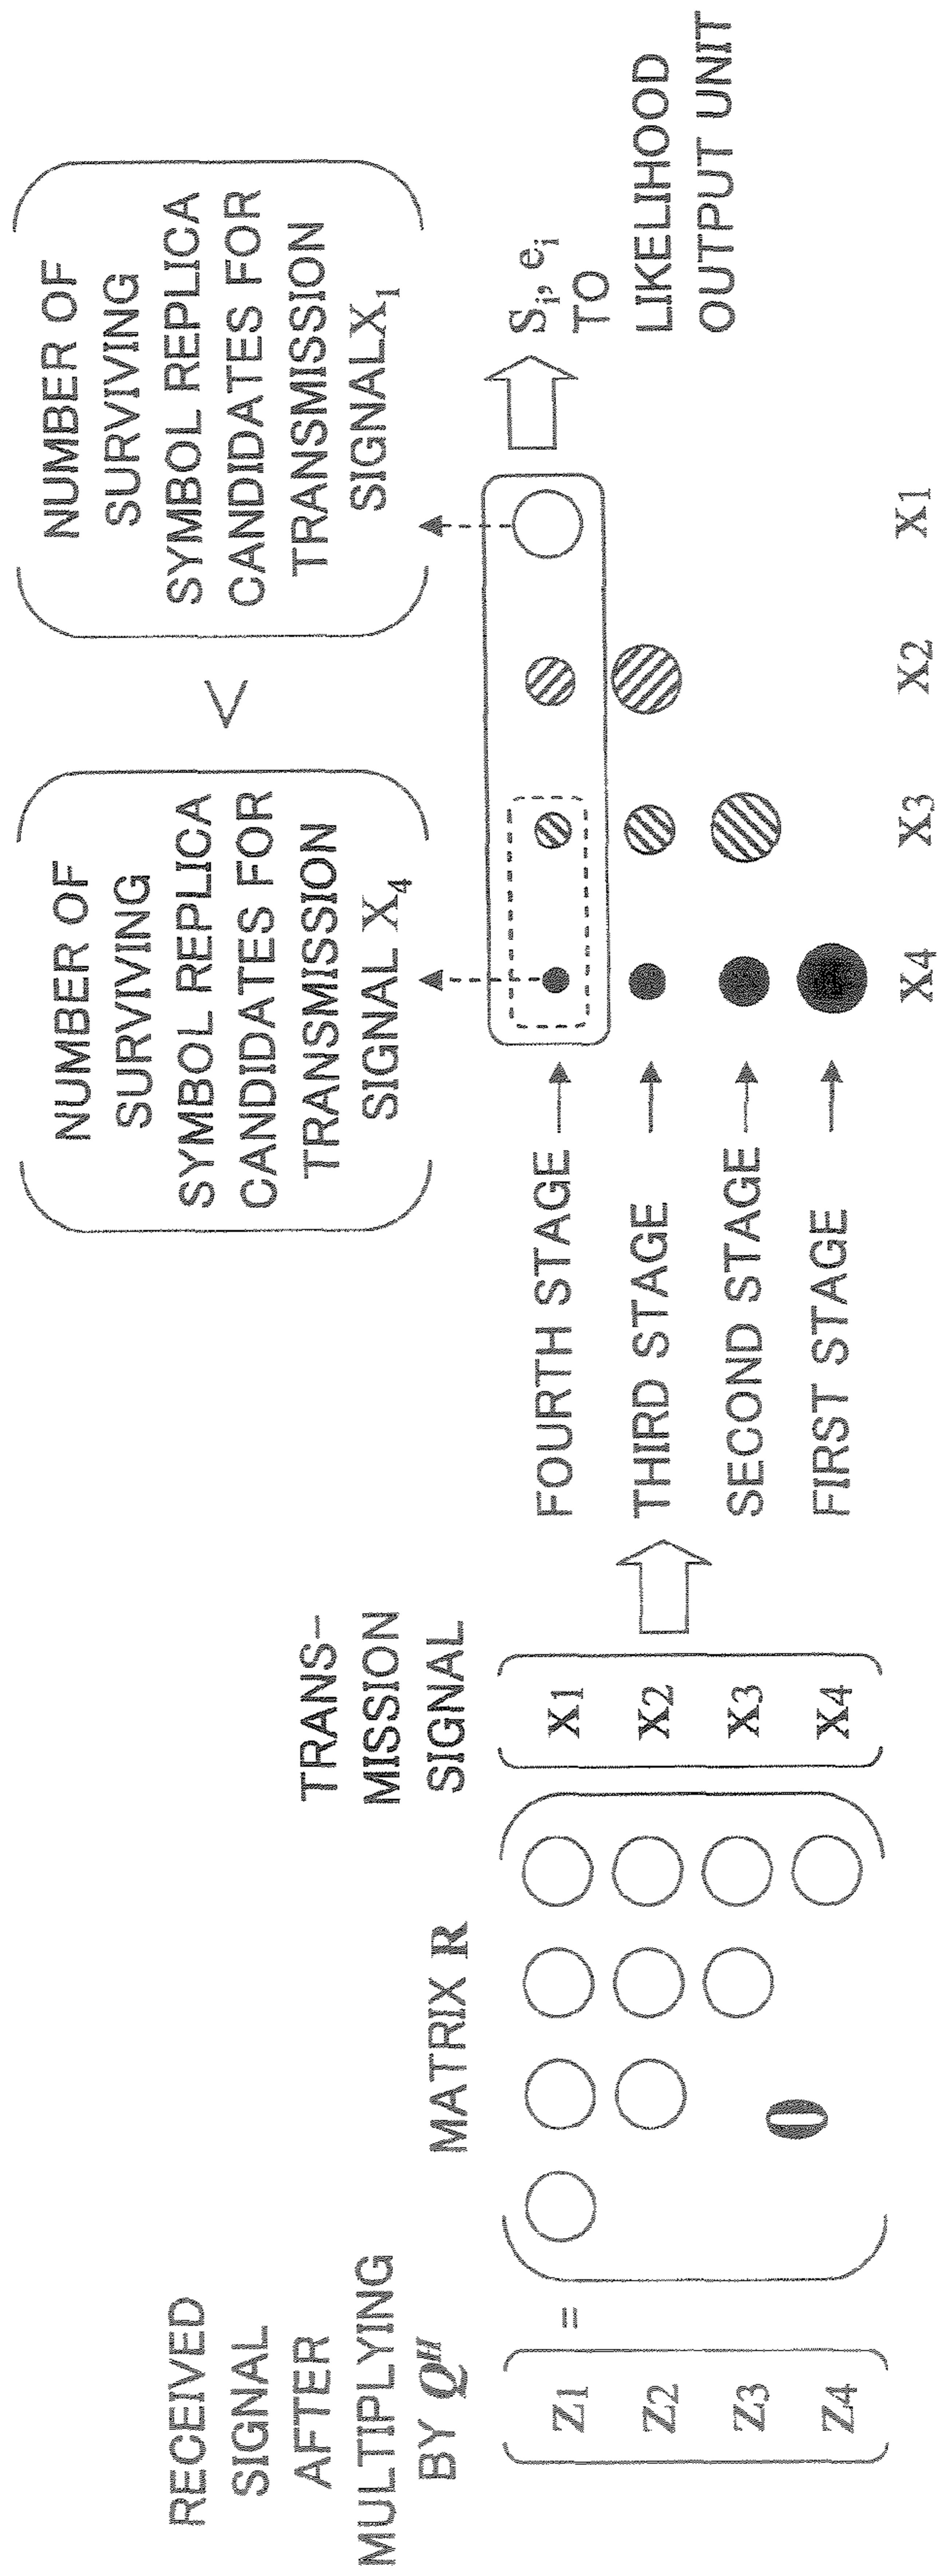 RECEIVED
SIGNAL
AFTER
MULTIPLYING
BY Q^H
Z1
Z2
Z3
Z4
=
MATRIX R
0
TRANS-
MISSION
SIGNAL
X1
X2
X3
X4
FOURTH STAGE
THIRD STAGE
SECOND STAGE
FIRST STAGE
NUMBER OF
SURVIVING
SYMBOL REPLICA
CANDIDATES FOR
TRANSMISSION
SIGNAL X4
<
NUMBER OF
SURVIVING
SYMBOL REPLICA
CANDIDATES FOR
TRANSMISSION
SIGNALX1
X4 X3 X2 X1
Si, ei
TO
LIKELIHOOD
OUTPUT UNIT